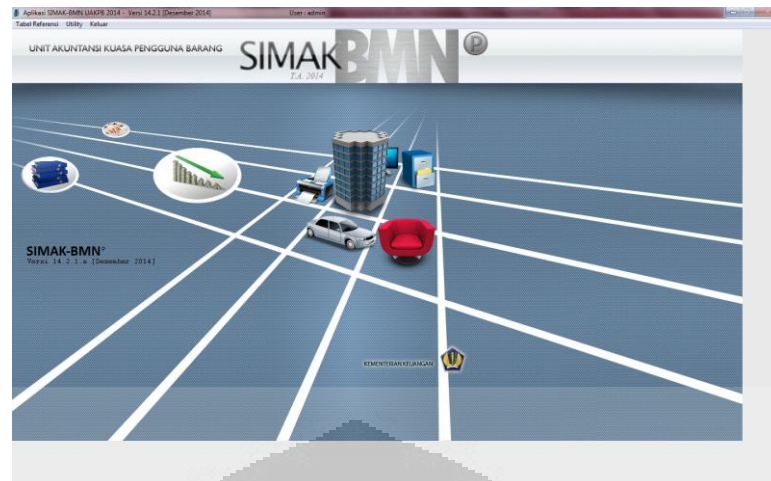 Aplikasi SIMAK-BMN UAKPB 2014 - Versi 14.2.1 [Desember 2014] User : admin
Tabel Referensi Utility Keluar
UNIT AKUNTANSI KUASA PENGGUNA BARANG
SIMAK BMN P
T.A. 2014
SIMAK-BMN
Versi 14.2.1.a [Desember 2014]
KEMENTERIAN KEUANGAN